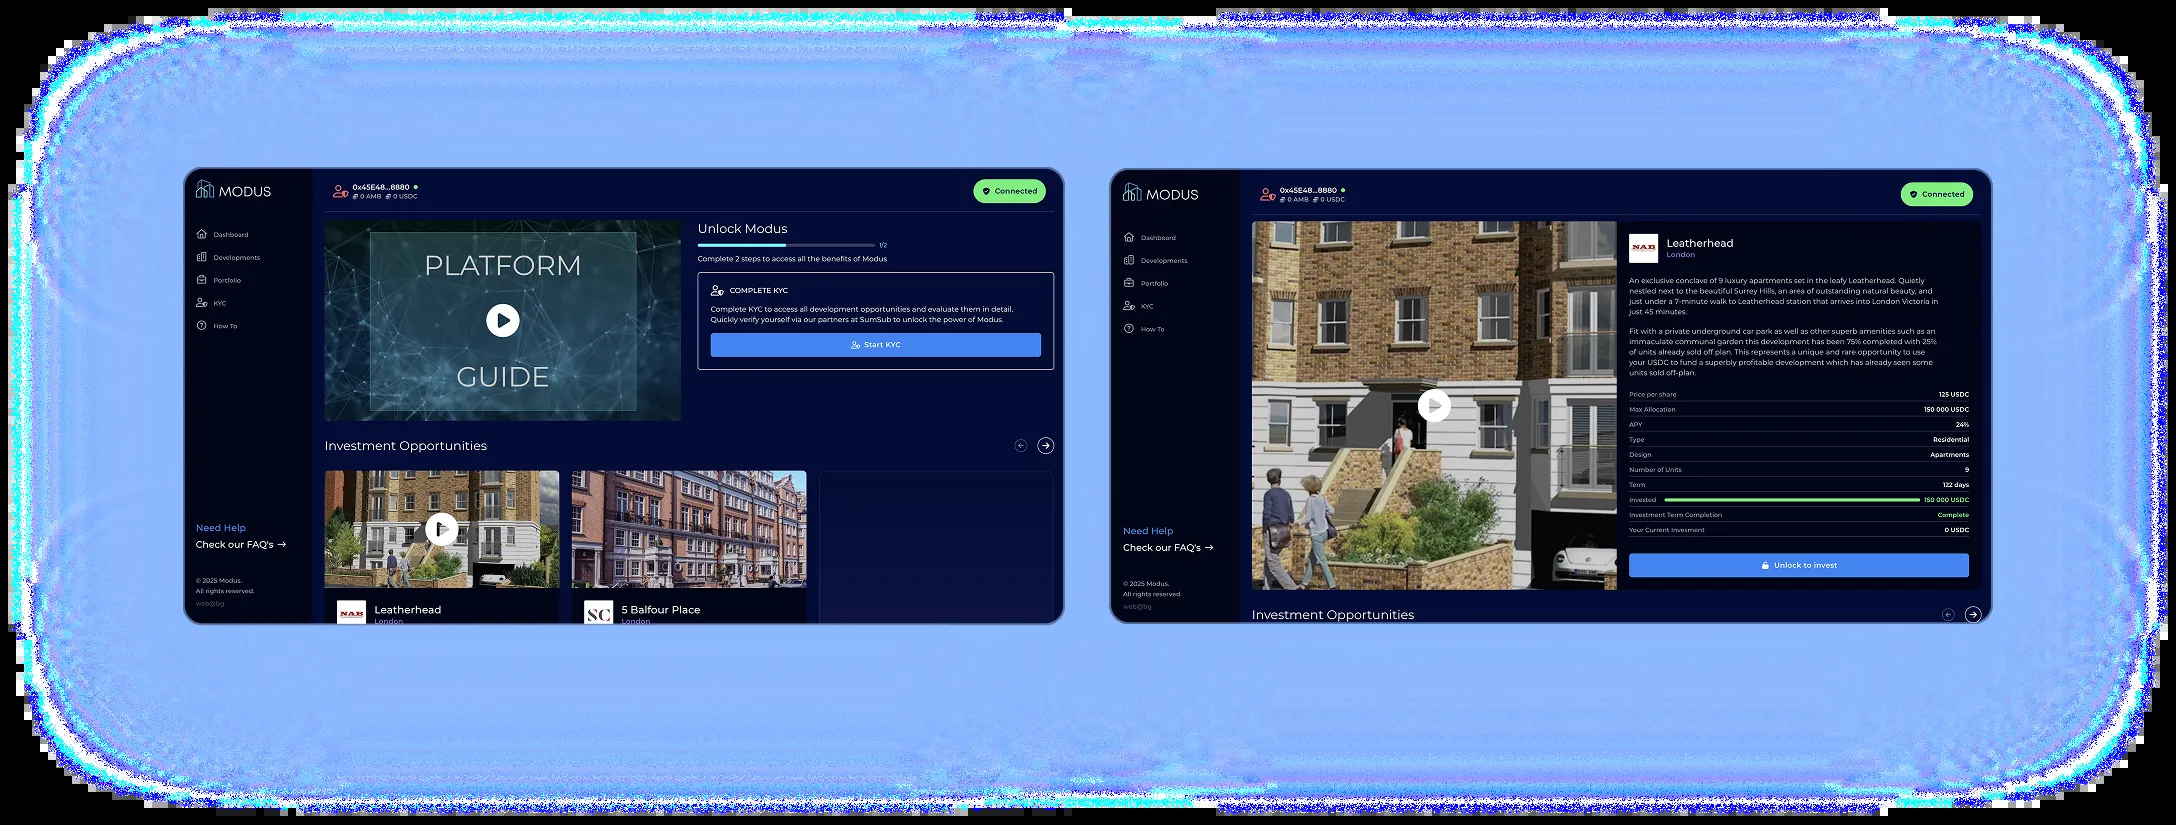 MODUS
0x45E48...8880
0 AMB 0 USDC
Connected
Dashboard
Developments
Portfolio
KYC
How To
PLATFORM
GUIDE
Unlock Modus
1/2
Complete 2 steps to access all the benefits of Modus
COMPLETE KYC
Complete KYC to access all development opportunities and evaluate them in detail.
Quickly verify yourself via our partners at SumSub to unlock the power of Modus.
Start KYC
Investment Opportunities
NAB
Leatherhead
London
SC
5 Balfour Place
London
Need Help
Check our FAQ's →
© 2025 Modus.
All rights reserved.
web@bg
MODUS
0x45E48...8880
0 AMB 0 USDC
Connected
Dashboard
Developments
Portfolio
KYC
How To
NAB
Leatherhead
London
An exclusive conclave of 9 luxury apartments set in the leafy Leatherhead. Quietly
nestled next to the beautiful Surrey Hills, an area of outstanding natural beauty, and
just under a 7-minute walk to Leatherhead station that arrives into London Victoria in
just 45 minutes.
Fit with a private underground car park as well as other superb amenities such as an
immaculate communal garden this development has been 75% completed with 25%
of units already sold off plan. This represents a unique and rare opportunity to use
your USDC to fund a superbly profitable development which has already seen some
units sold off-plan.
Price per share 125 USDC
Max Allocation 150 000 USDC
APY 24%
Type Residential
Design Apartments
Number of Units 9
Term 122 days
Invested 150 000 USDC
Investment Term Completion Complete
Your Current Invesment 0 USDC
Unlock to invest
Investment Opportunities
Need Help
Check our FAQ's →
© 2025 Modus.
All rights reserved.
web@bg